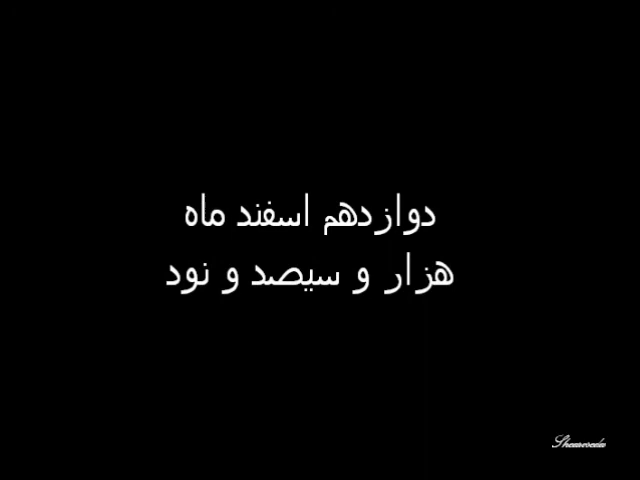 دوازدهم اسفند ماه
هزار و سیصد و نود